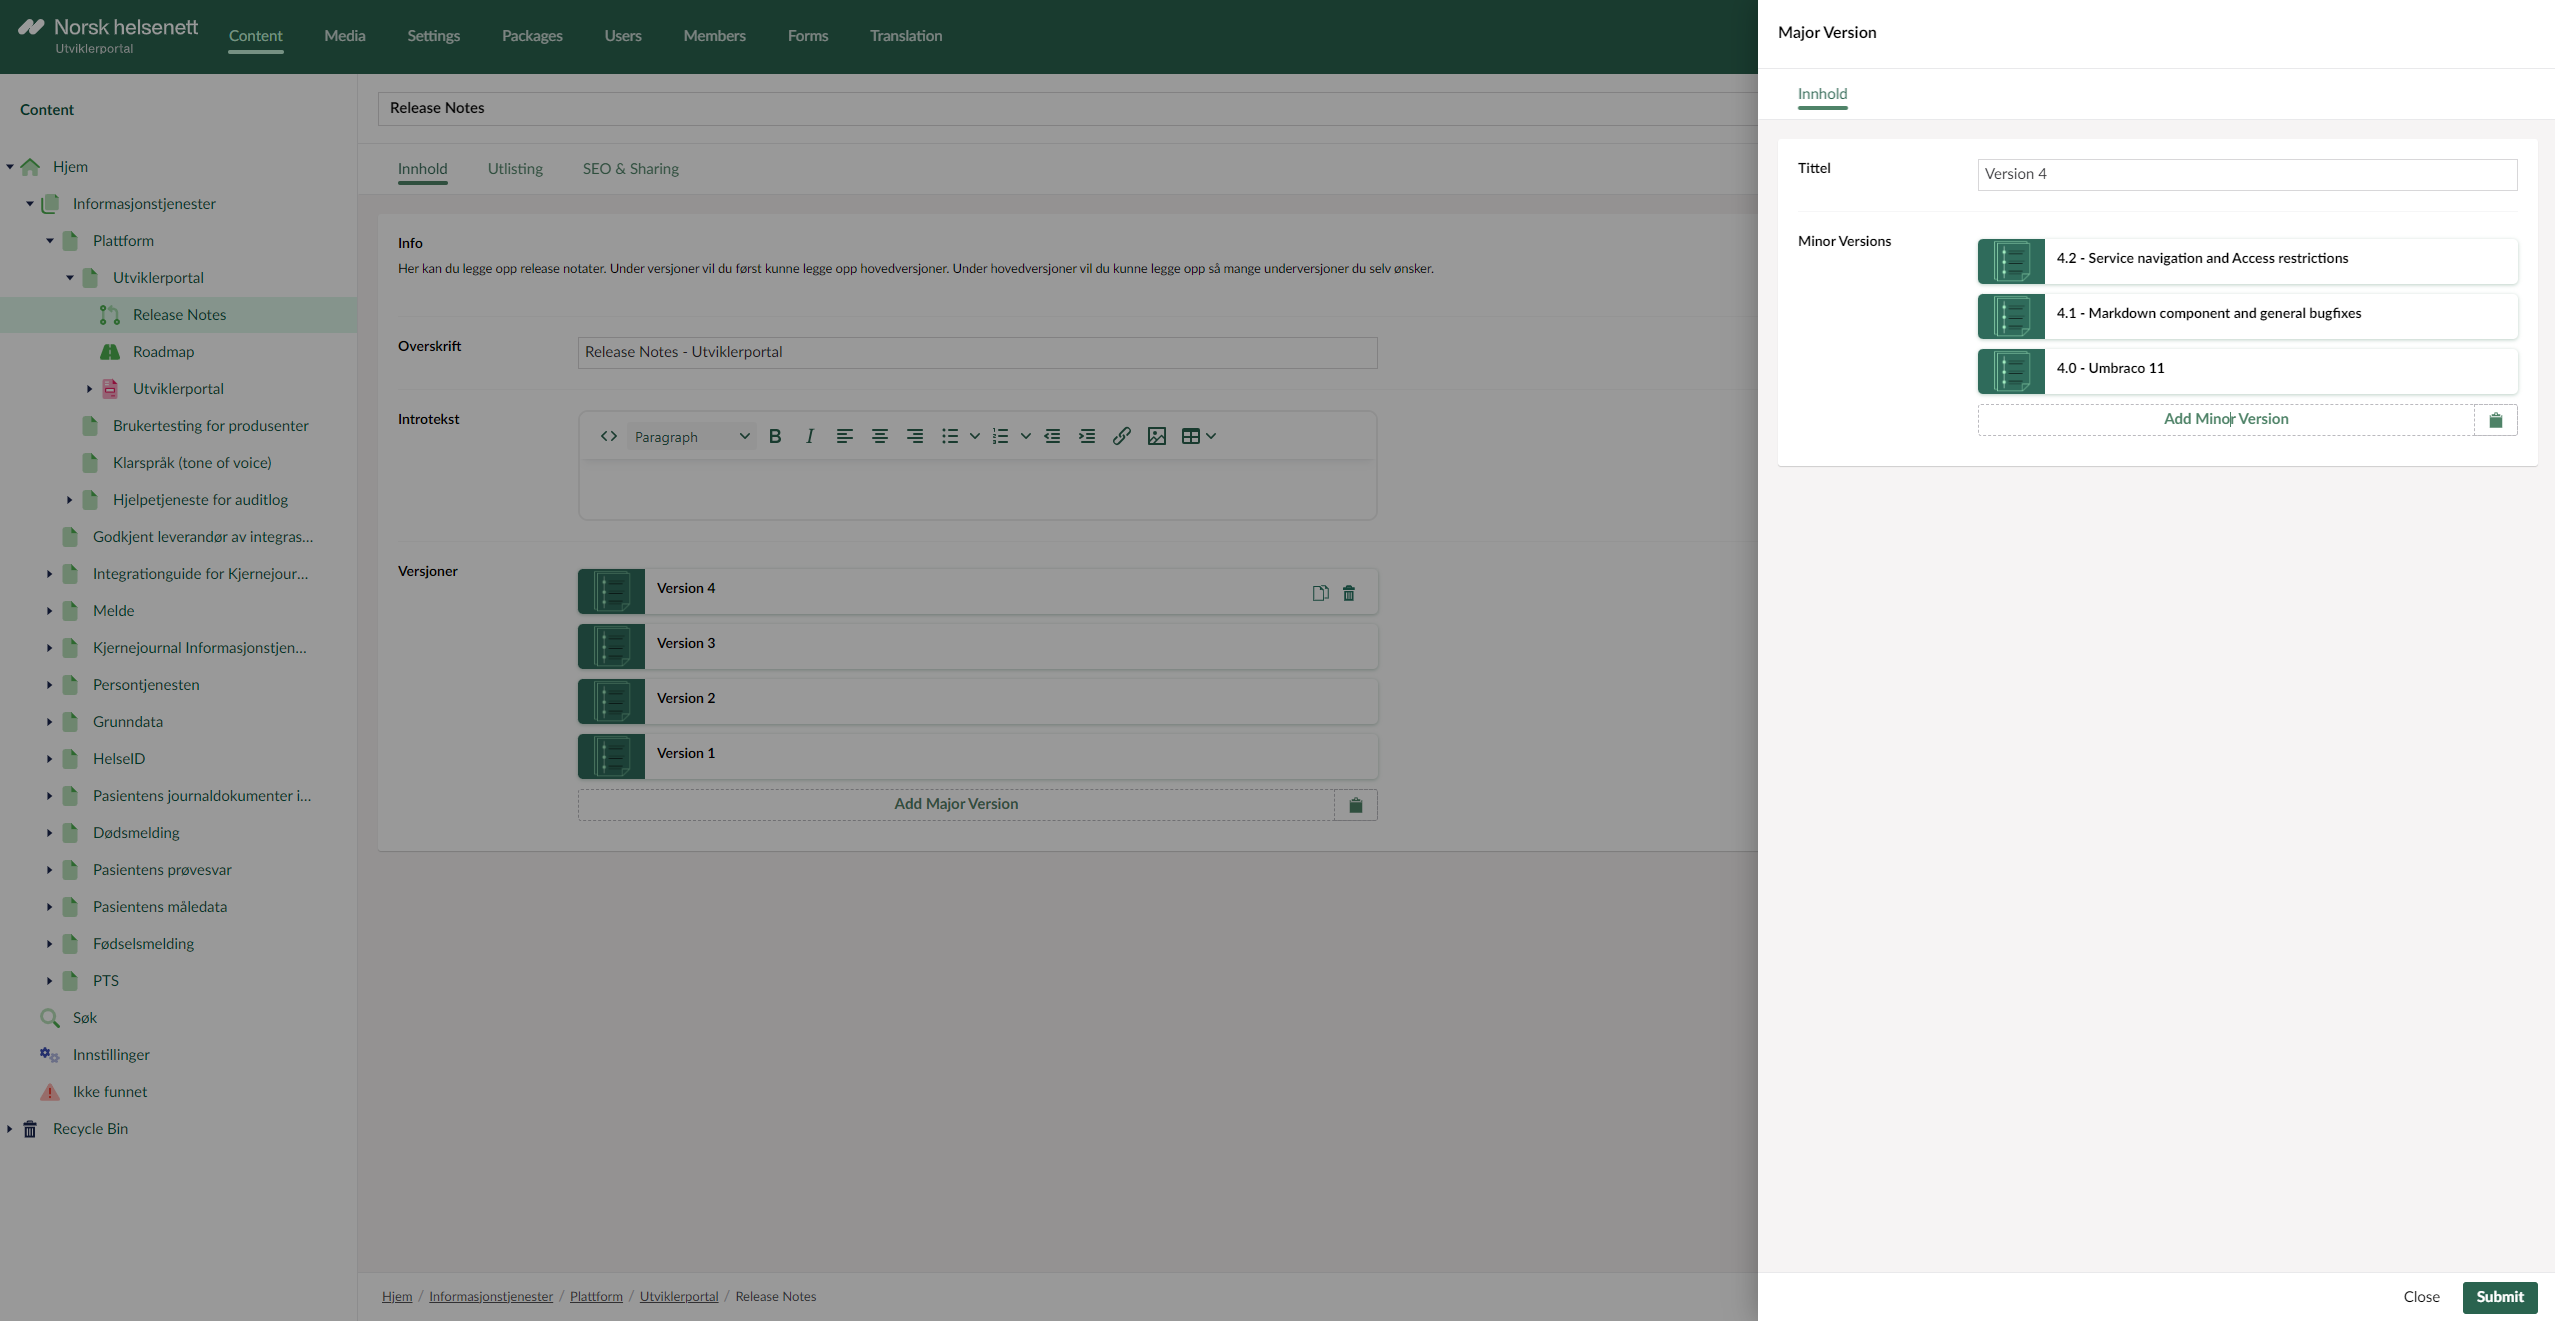 Norsk helsenett
Utviklerportal
Content
Media
Settings
Packages
Users
Members
Forms
Translation
Content
Hjem
Informasjonstjenester
Plattform
Utviklerportal
Release Notes
Roadmap
Utviklerportal
Brukertesting for produsenter
Klarspråk (tone of voice)
Hjelpetjeneste for auditlog
Godkjent leverandør av integras...
Integrationguide for Kjernejour...
Melde
Kjernejournal Informasjonstjen...
Persontjenesten
Grunndata
HelseID
Pasientens journaldokumenter i...
Dødsmelding
Pasientens prøvesvar
Pasientens måledata
Fødselsmelding
PTS
Søk
Innstillinger
Ikke funnet
Recycle Bin
Release Notes
Innhold
Utlisting
SEO & Sharing
Info
Her kan du legge opp release notater. Under versjoner vil du først kunne legge opp hovedversjoner. Under hovedversjoner vil du kunne legge opp så mange underversjoner du selv ønsker.
Overskrift
Release Notes - Utviklerportal
Introtekst
Paragraph
Versjoner
Version 4
Version 3
Version 2
Version 1
Add Major Version
Hjem / Informasjonstjenester / Plattform / Utviklerportal / Release Notes
Major Version
Innhold
Tittel
Version 4
Minor Versions
4.2 - Service navigation and Access restrictions
4.1 - Markdown component and general bugfixes
4.0 - Umbraco 11
Add Minor Version
Close
Submit